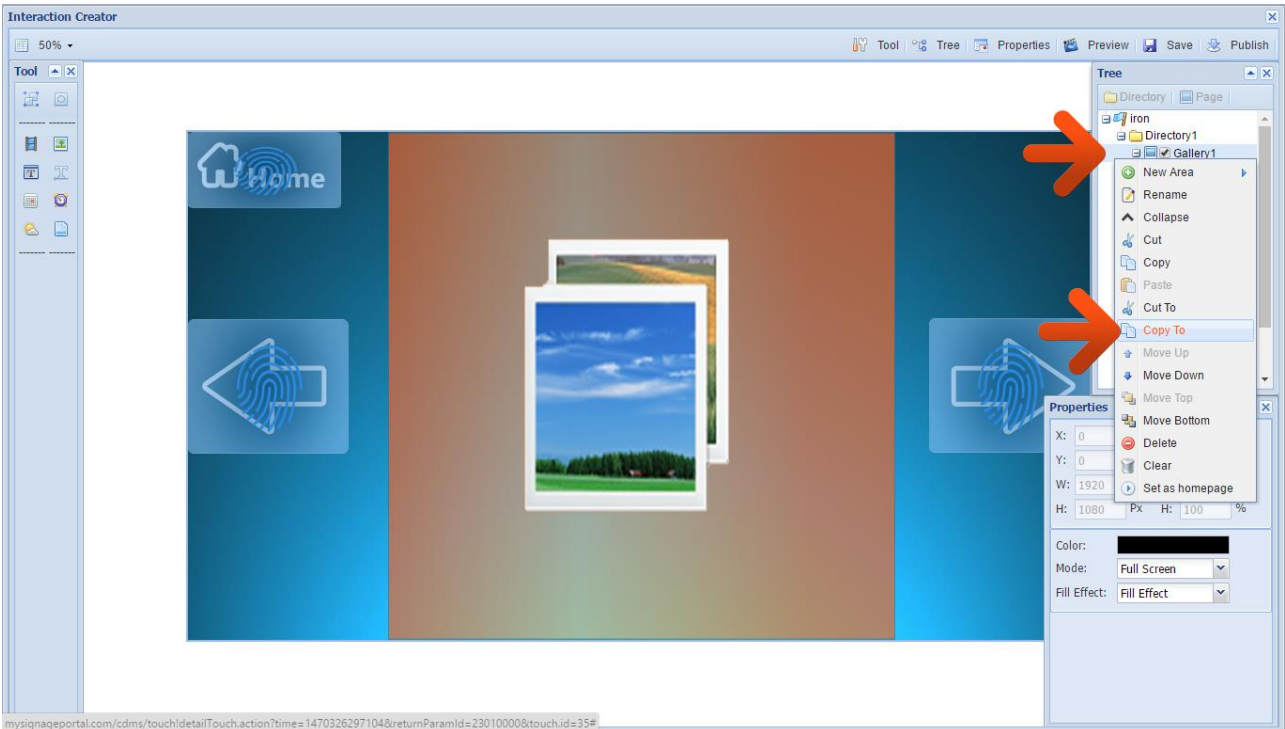 Interaction Creator
50%
Tool Tree Properties Preview Save Publish
Tool
Tree
Directory Page
iron
Directory1
Gallery1
New Area
Rename
Collapse
Cut
Copy
Paste
Cut To
Copy To
Move Up
Move Down
Move Top
Move Bottom
Delete
Clear
Set as homepage
Home
Properties
X: 0
Y: 0
W: 1920
H: 1080 Px H: 100 %
Color:
Mode: Full Screen
Fill Effect: Fill Effect
mysignageportal.com/cdms/touch!detailTouch.action?time=1470326297104&returnParamId=23010000&touch.id=35#